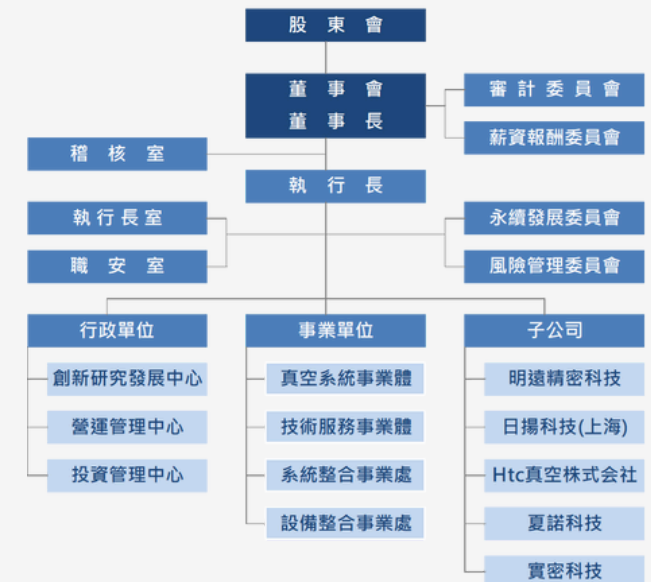 股東會
董事會
董事長
審計委員會
薪資報酬委員會
稽核室
執行長
執行長室
永續發展委員會
職安室
風險管理委員會
行政單位
事業單位
子公司
創新研究發展中心
真空系統事業體
明遠精密科技
營運管理中心
技術服務事業體
日揚科技(上海)
投資管理中心
系統整合事業處
Htc真空株式会社
設備整合事業處
夏諾科技
實密科技